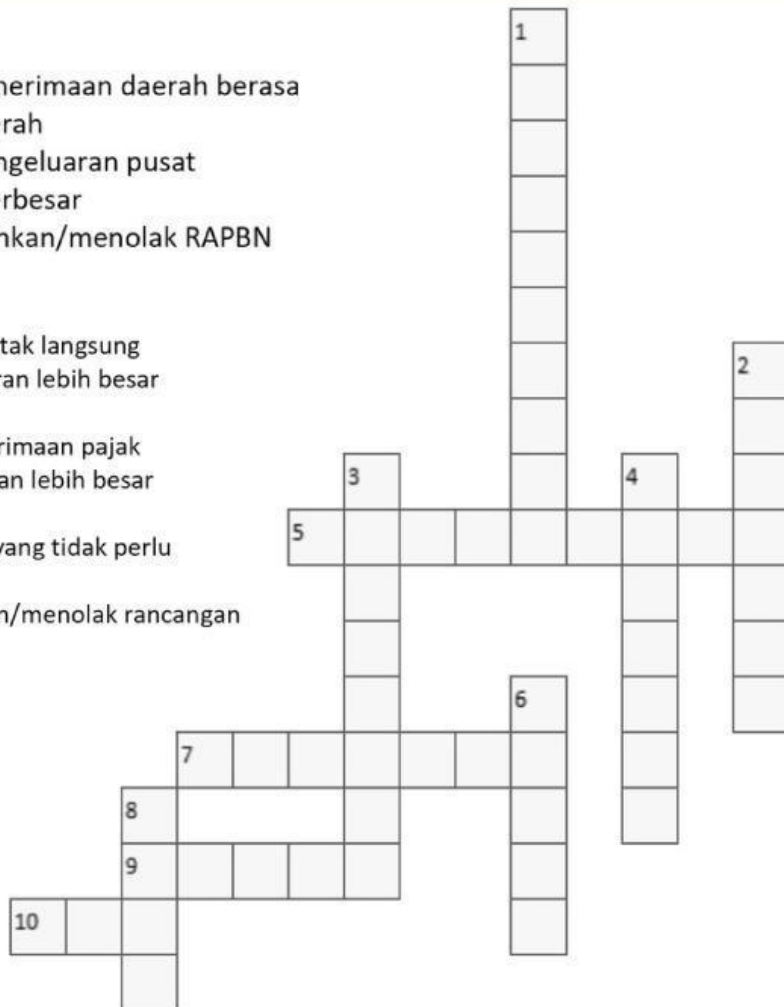 1
nerimaan daerah berasa
rah
ngeluaran pusat
rbesar
nkan/menolak RAPBN
tak langsung
2
ran lebih besar
rimaan pajak
3
4
an lebih besar
5
yang tidak perlu
n/menolak rancangan
6
7
8
9
10